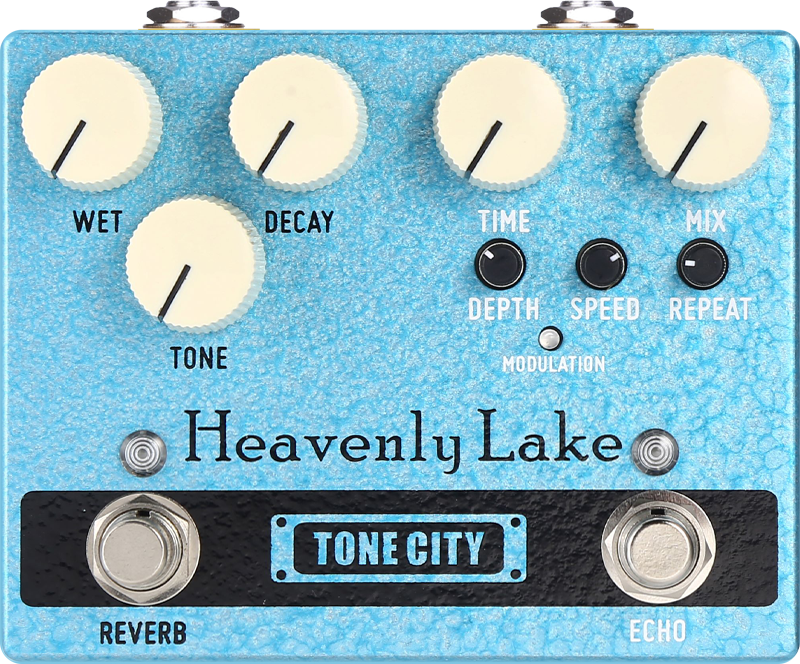 WET DECAY TIME MIX
DEPTH SPEED REPEAT
TONE MODULATION
Heavenly Lake
TONE CITY
REVERB ECHO